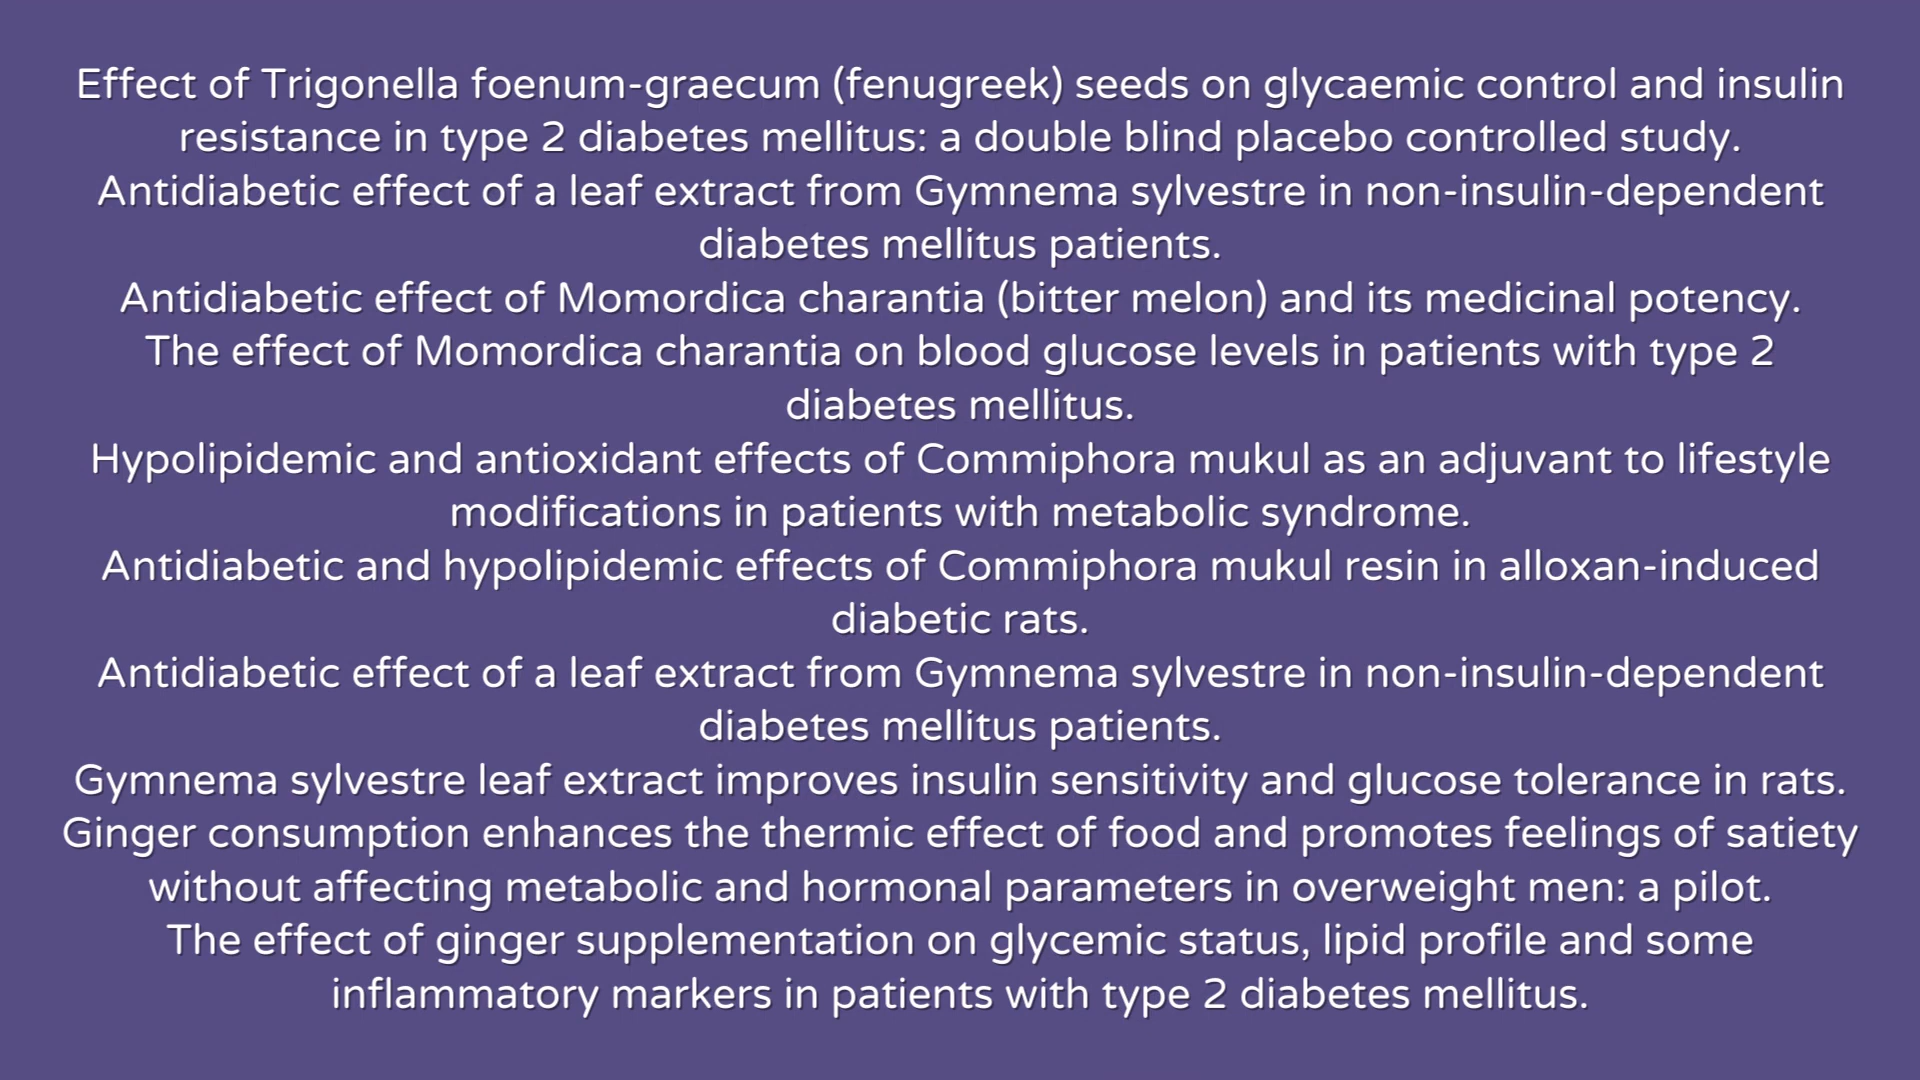 Effect of Trigonella foenum-graecum (fenugreek) seeds on glycaemic control and insulin
resistance in type 2 diabetes mellitus: a double blind placebo controlled study.
Antidiabetic effect of a leaf extract from Gymnema sylvestre in non-insulin-dependent
diabetes mellitus patients.
Antidiabetic effect of Momordica charantia (bitter melon) and its medicinal potency.
The effect of Momordica charantia on blood glucose levels in patients with type 2
diabetes mellitus.
Hypolipidemic and antioxidant effects of Commiphora mukul as an adjuvant to lifestyle
modifications in patients with metabolic syndrome.
Antidiabetic and hypolipidemic effects of Commiphora mukul resin in alloxan-induced
diabetic rats.
Antidiabetic effect of a leaf extract from Gymnema sylvestre in non-insulin-dependent
diabetes mellitus patients.
Gymnema sylvestre leaf extract improves insulin sensitivity and glucose tolerance in rats.
Ginger consumption enhances the thermic effect of food and promotes feelings of satiety
without affecting metabolic and hormonal parameters in overweight men: a pilot.
The effect of ginger supplementation on glycemic status, lipid profile and some
inflammatory markers in patients with type 2 diabetes mellitus.